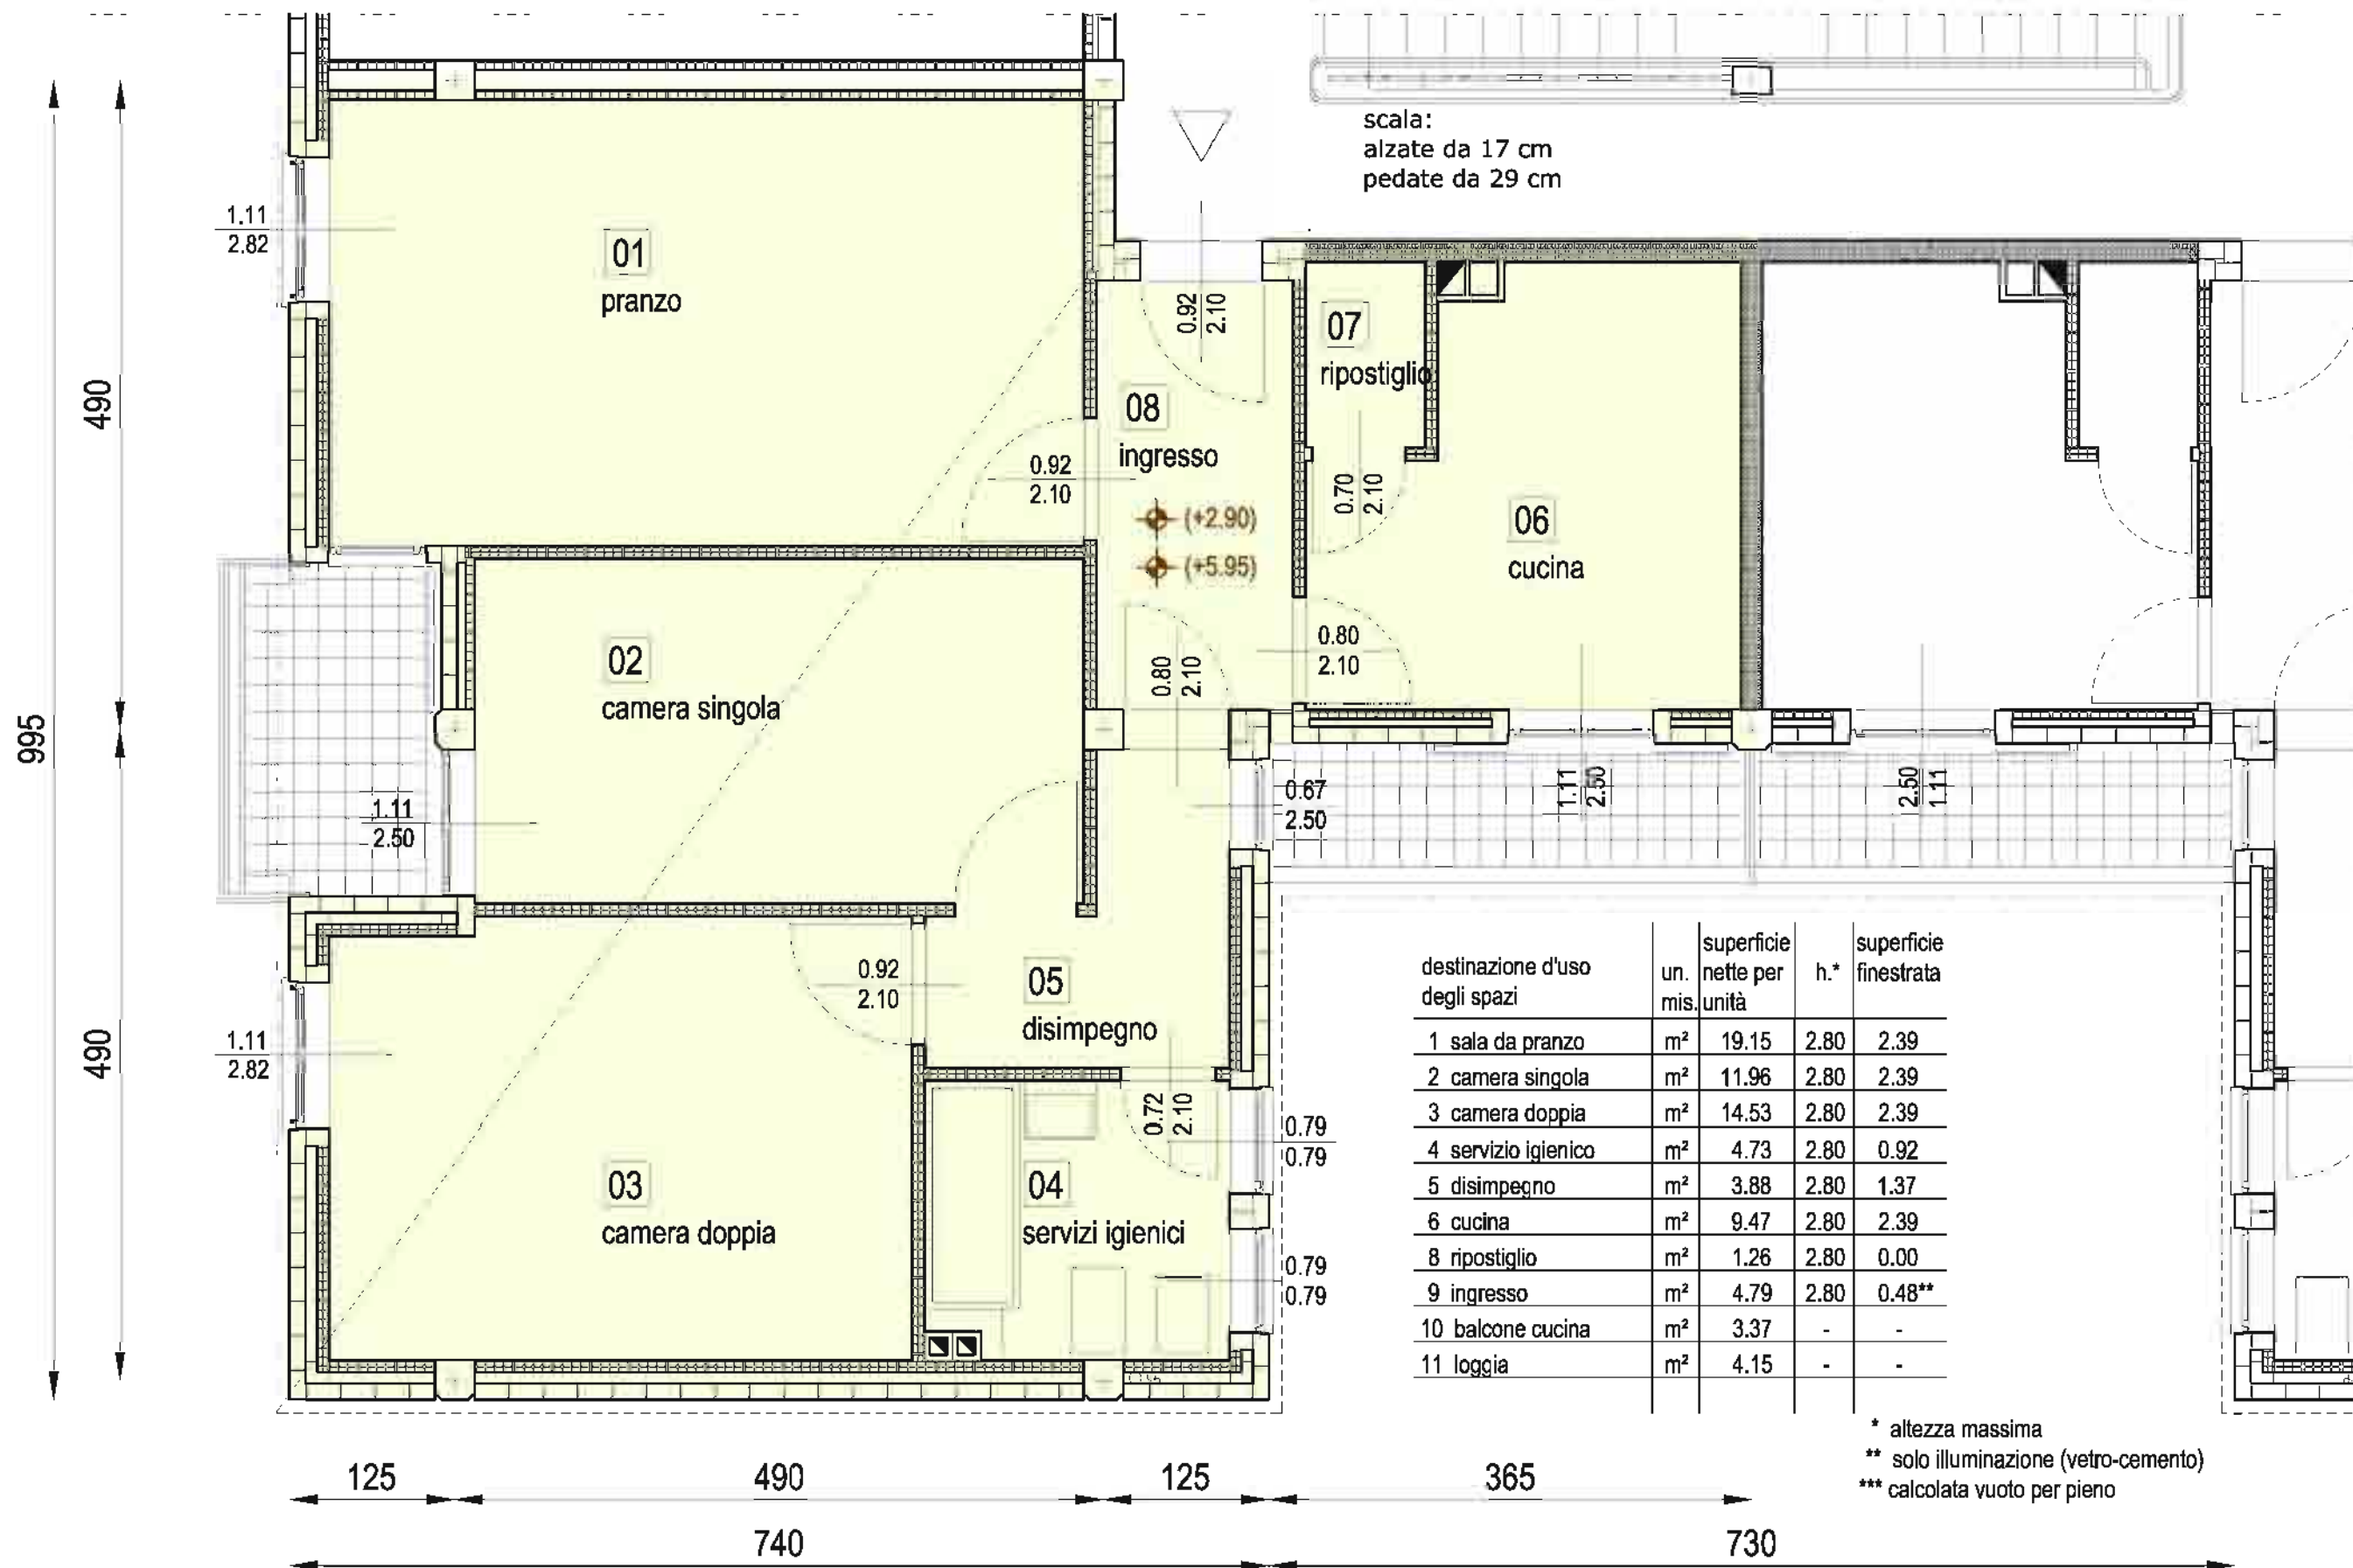 scala:
alzate da 17 cm
pedate da 29 cm
1.11
2.82
01
pranzo
0.92
2.10
07
ripostiglio
08
ingresso
0.92
2.10
0.70
2.10
(+2.90)
(+5.95)
06
cucina
490
995
02
camera singola
0.80
2.10
0.80
2.10
1.11
2.50
0.67
2.50
1.11
2.50
2.50
1.11
0.92
2.10
05
disimpegno
1.11
2.82
490
0.72
2.10
0.79
0.79
03
camera doppia
04
servizi igienici
0.79
0.79
destinazione d'uso degli spazi un. mis. superficie nette per unità h.* superficie finestrata
1 sala da pranzo m² 19.15 2.80 2.39
2 camera singola m² 11.96 2.80 2.39
3 camera doppia m² 14.53 2.80 2.39
4 servizio igienico m² 4.73 2.80 0.92
5 disimpegno m² 3.88 2.80 1.37
6 cucina m² 9.47 2.80 2.39
8 ripostiglio m² 1.26 2.80 0.00
9 ingresso m² 4.79 2.80 0.48**
10 balcone cucina m² 3.37 - -
11 loggia m² 4.15 - -
* altezza massima
** solo illuminazione (vetro-cemento)
*** calcolata vuoto per pieno
125 490 125 365
740 730